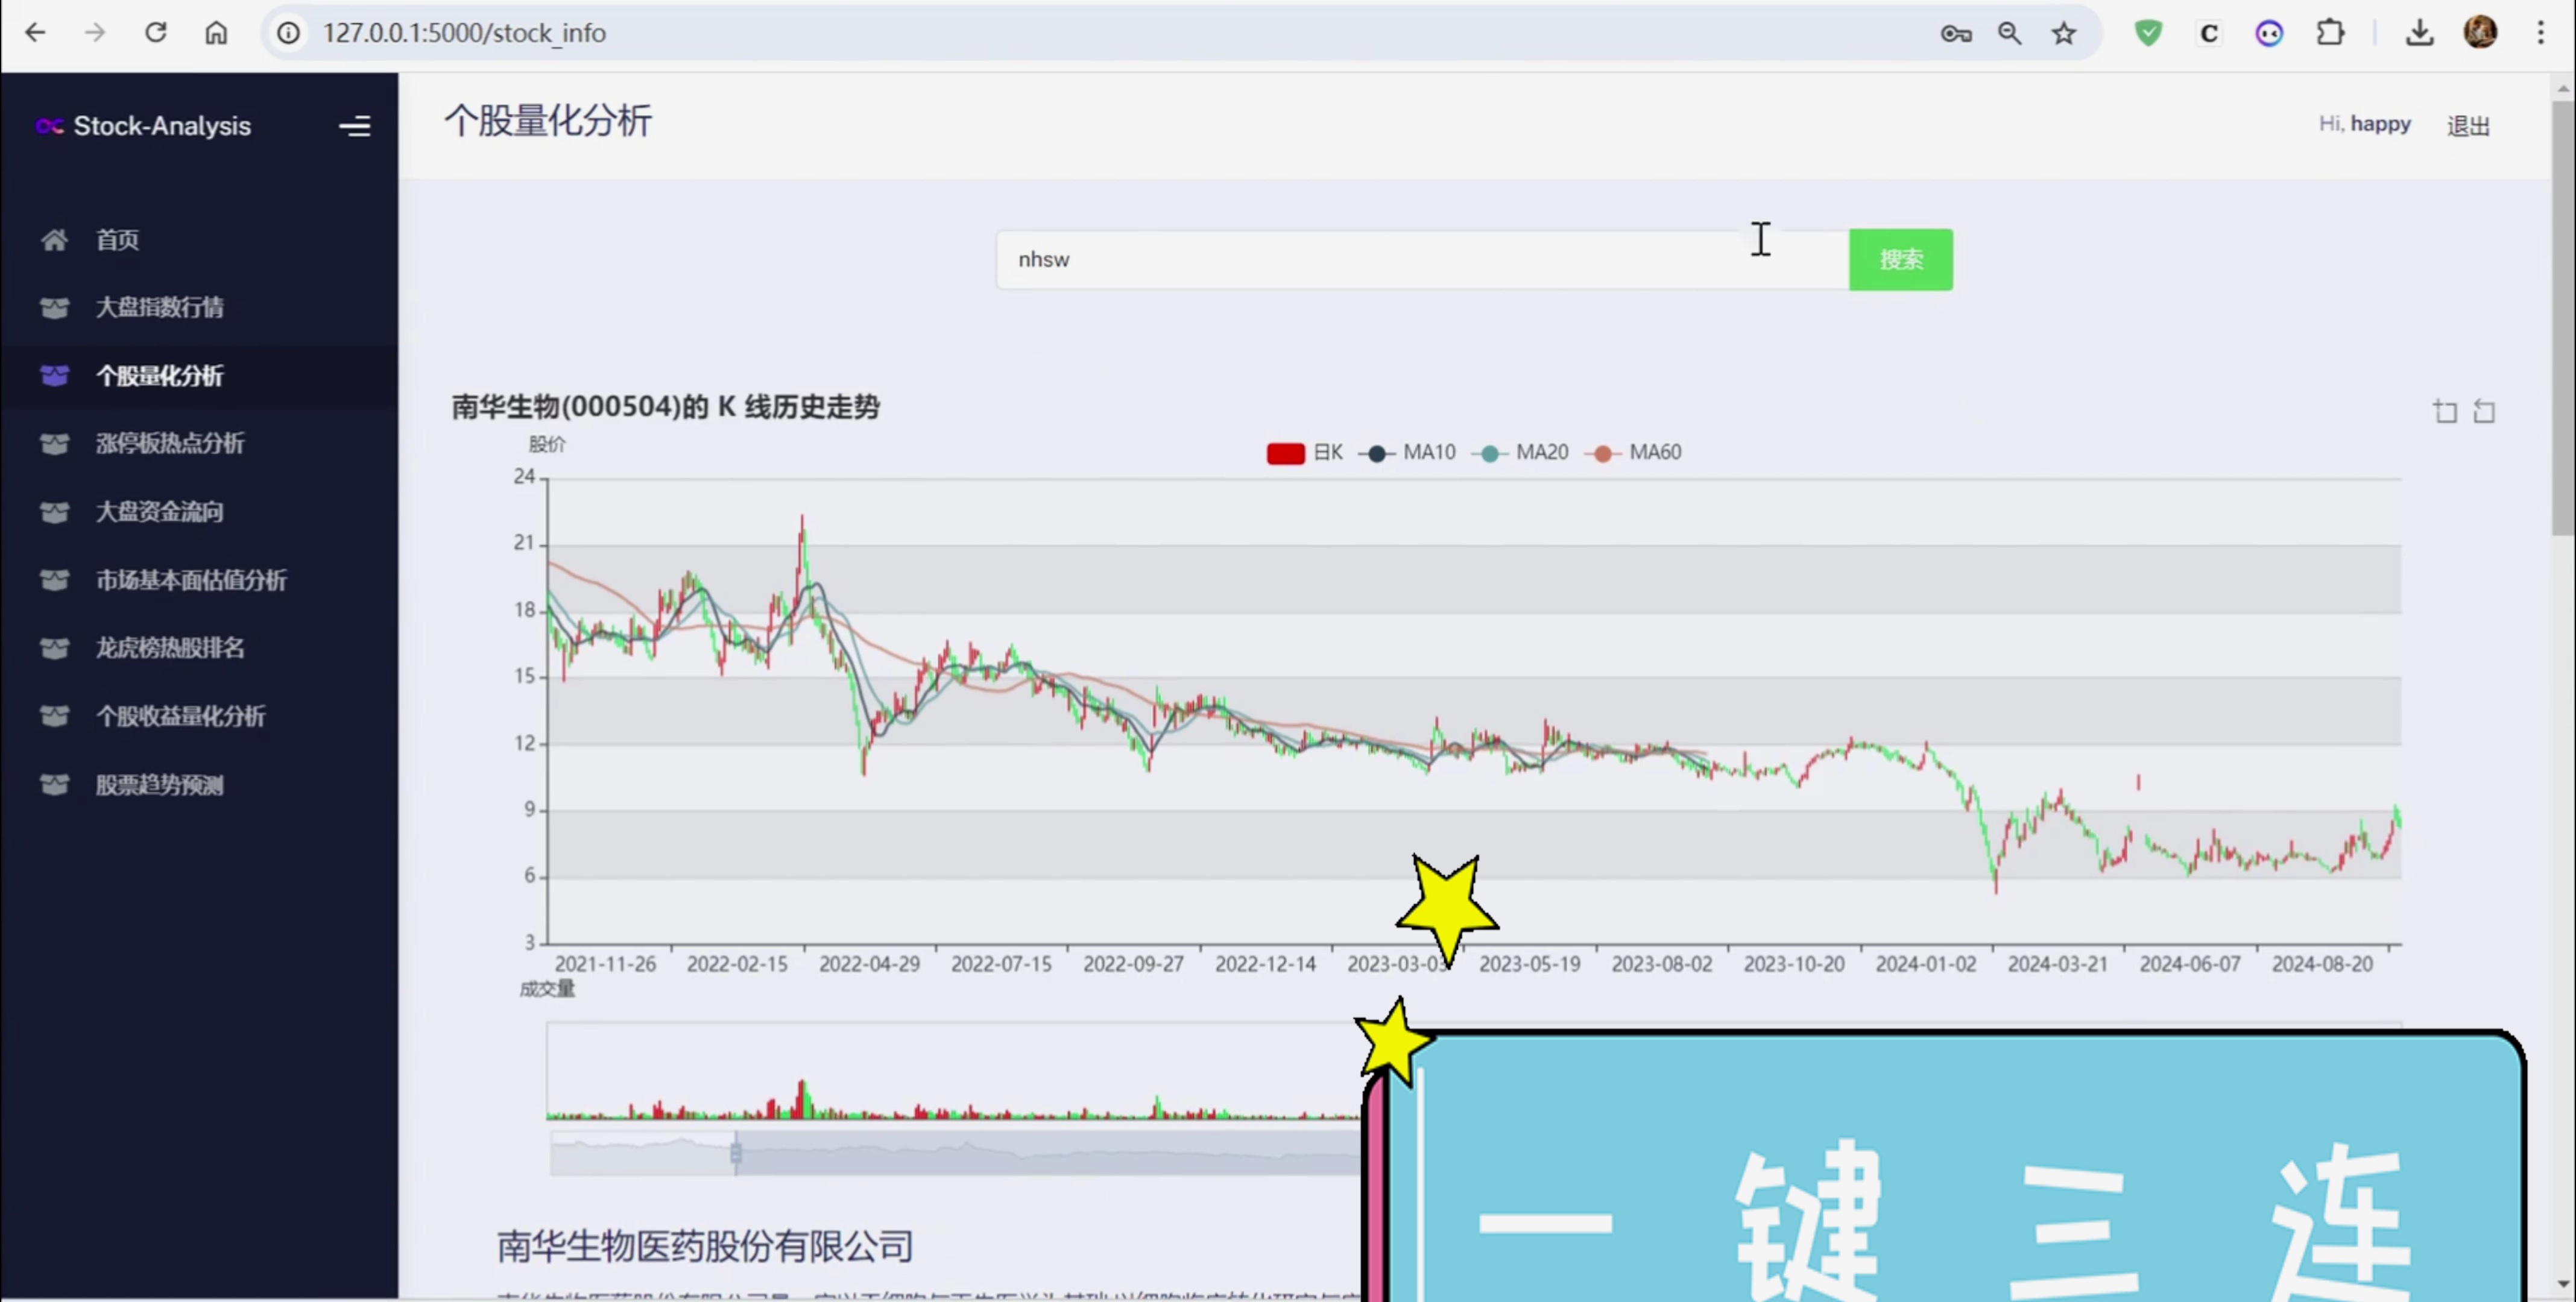 127.0.0.1:5000/stock_info
C
Stock-Analysis
个股量化分析
Hi, happy
退出
首页
大盘指数行情
个股量化分析
涨停板热点分析
大盘资金流向
市场基本面估值分析
龙虎榜热股排名
个股收益量化分析
股票趋势预测
nhsw
搜索
南华生物(000504)的 K 线历史走势
股价
日K MA10 MA20 MA60
24
21
18
15
12
9
6
3
2021-11-26 2022-02-15 2022-04-29 2022-07-15 2022-09-27 2022-12-14 2023-03-03 2023-05-19 2023-08-02 2023-10-20 2024-01-02 2024-03-21 2024-06-07 2024-08-20
成交量
南华生物医药股份有限公司
一键三连